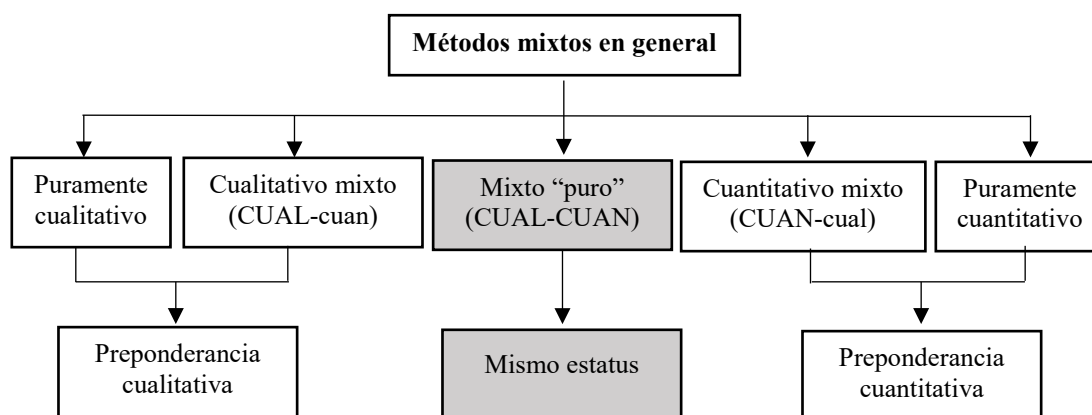 Métodos mixtos en general
Puramente
cualitativo
Cualitativo mixto
(CUAL-cuan)
Mixto “puro”
(CUAL-CUAN)
Cuantitativo mixto
(CUAN-cual)
Puramente
cuantitativo
Preponderancia
cualitativa
Mismo estatus
Preponderancia
cuantitativa